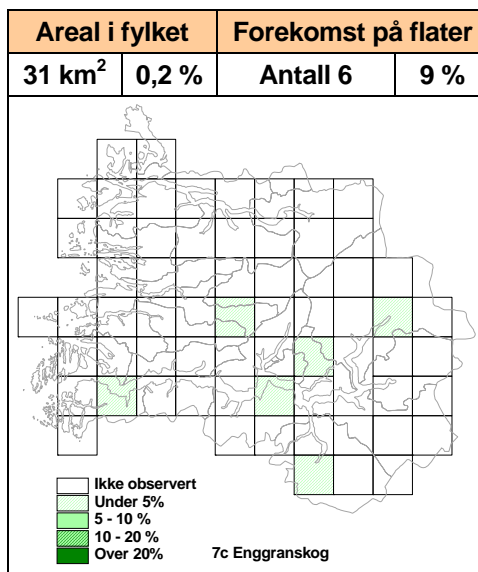 Areal i fylket Forekomst på flater
31 km² 0,2 % Antall 6 9 %
Ikke observert
Under 5%
5 - 10 %
10 - 20 %
Over 20% 7c Enggranskog